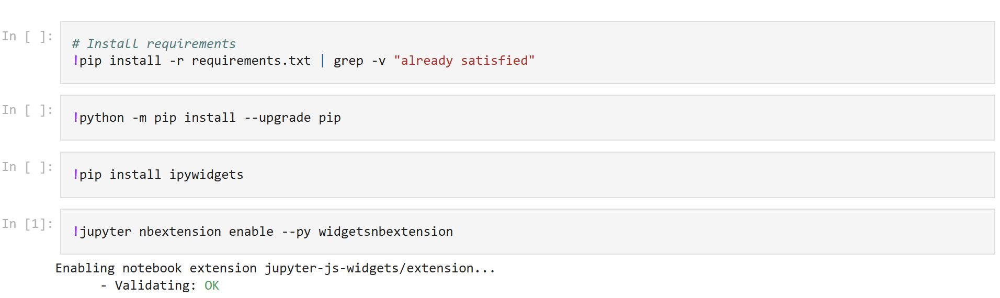 In [ ]:
# Install requirements
!pip install -r requirements.txt | grep -v "already satisfied"
In [ ]:
!python -m pip install --upgrade pip
In [ ]:
!pip install ipywidgets
In [1]:
!jupyter nbextension enable --py widgetsnbextension
Enabling notebook extension jupyter-js-widgets/extension...
      - Validating: OK